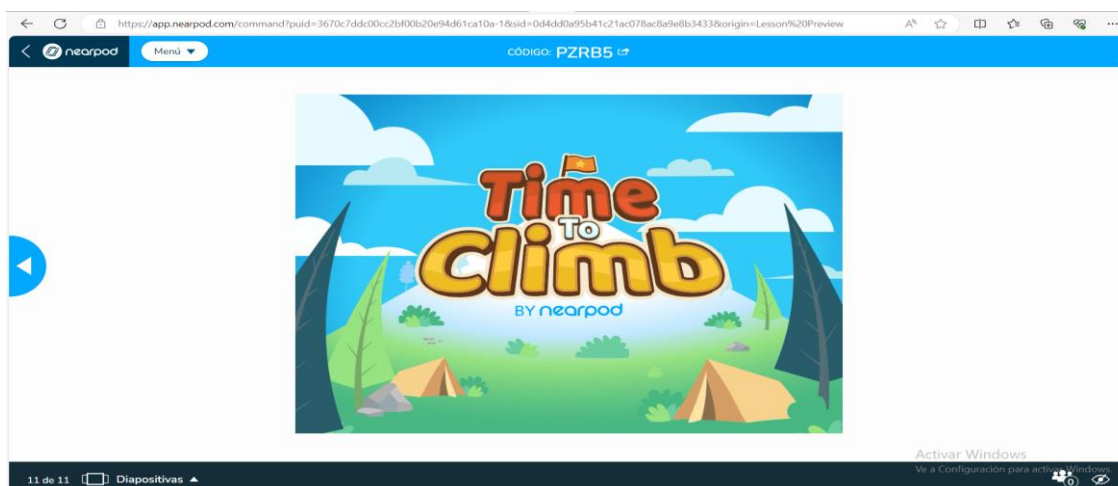 https://app.nearpod.com/command?puid=3670c7ddc00cc2bf00b20e94d61ca10a-1&sid=0d4dd0a95b41c21ac078ac8a9e8b3433&origin=Lesson%20Preview
nearpod
Menú
CÓDIGO: PZRB5
Time
To
Climb
BY nearpod
Activar Windows
Ve a Configuración para activar Windows.
11 de 11 Diapositivas
0